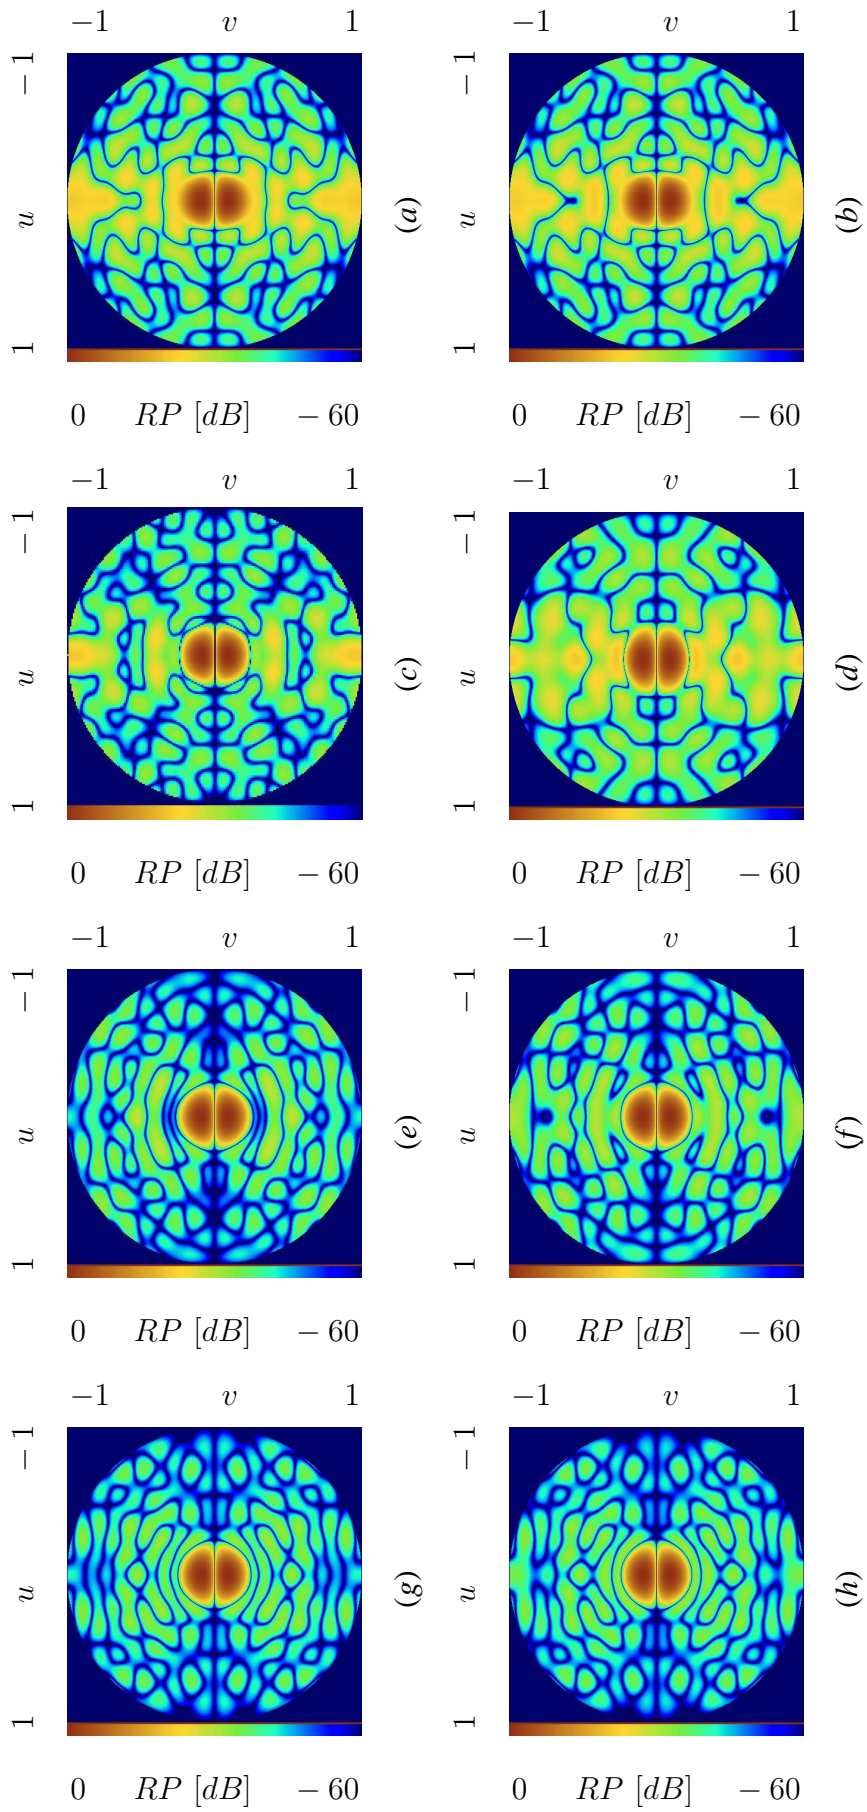 −1 v 1 −1 v 1
−1 u 1 −1 u 1
(a) (b)
0 RP [dB] −60 0 RP [dB] −60
−1 v 1 −1 v 1
−1 u 1 −1 u 1
(c) (d)
0 RP [dB] −60 0 RP [dB] −60
−1 v 1 −1 v 1
−1 u 1 −1 u 1
(e) (f)
0 RP [dB] −60 0 RP [dB] −60
−1 v 1 −1 v 1
−1 u 1 −1 u 1
(g) (h)
0 RP [dB] −60 0 RP [dB] −60